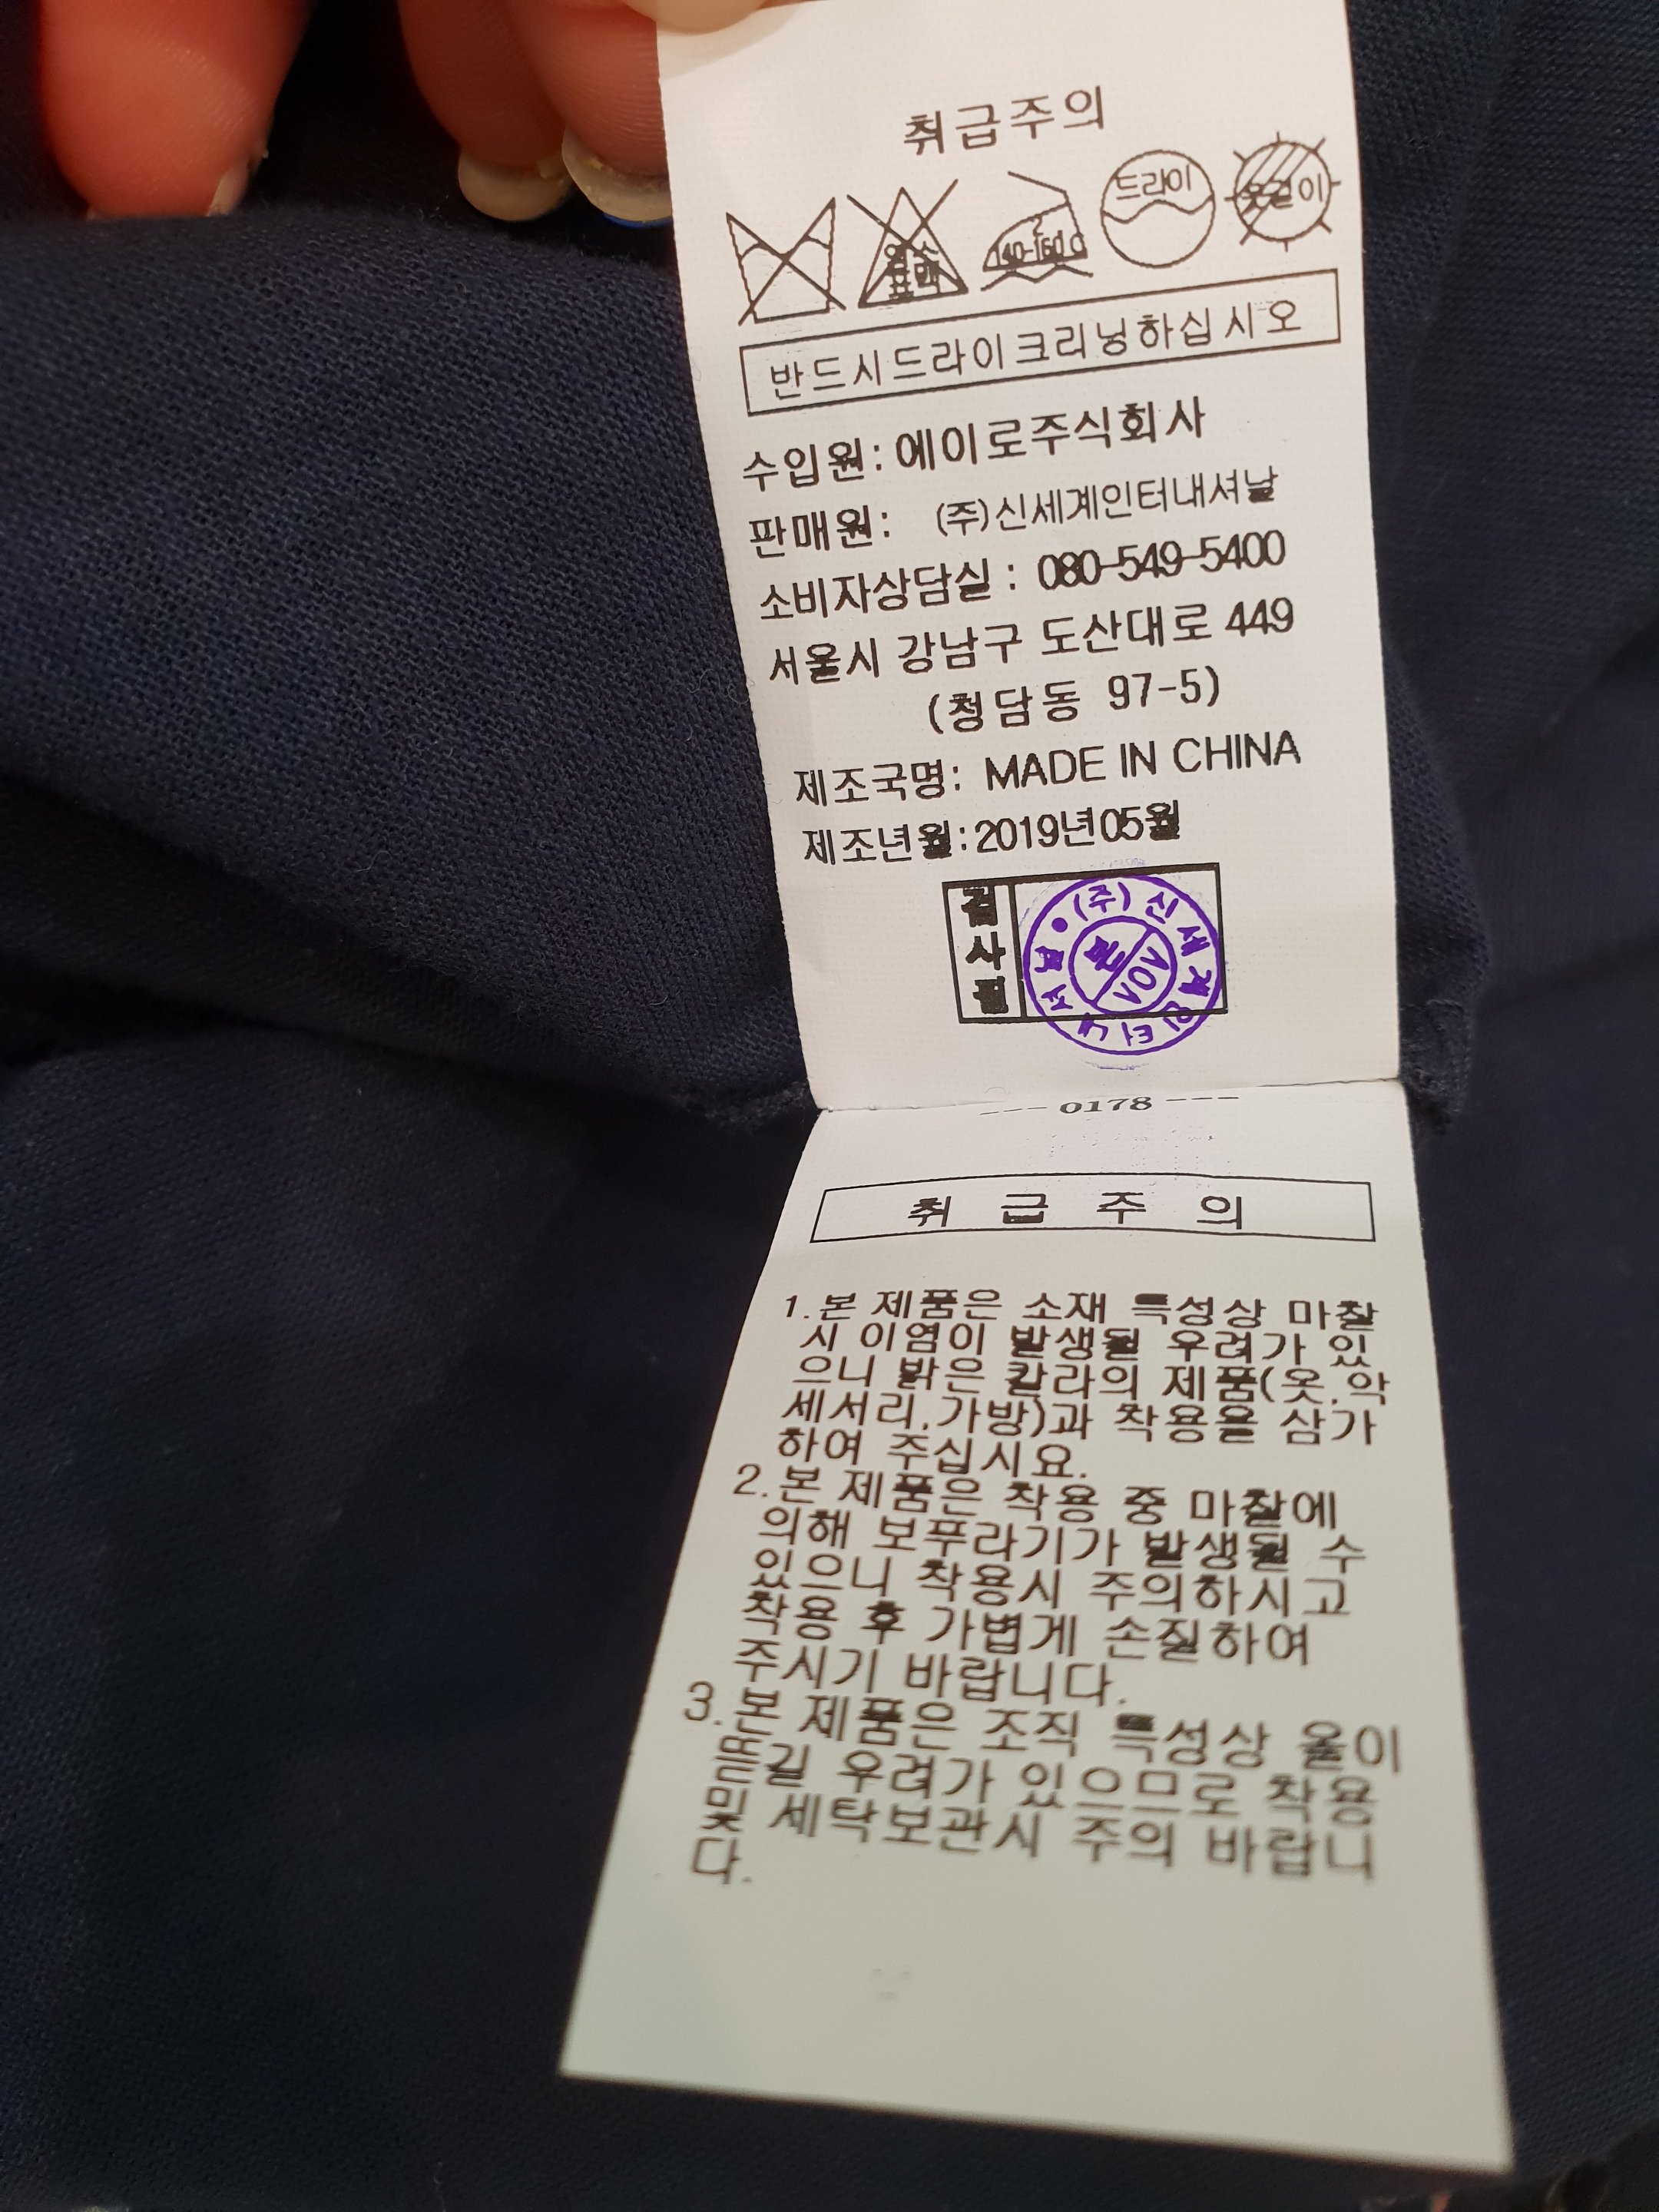 취급주의
염소
표백
140-160℃
드라이
옷걸이
반드시드라이크리닝하십시오
수입원: 에이로주식회사
판매원: (주)신세계인터내셔날
소비자상담실 : 080-549-5400
서울시 강남구 도산대로 449
(청담동 97-5)
제조국명: MADE IN CHINA
제조년월:2019년05월
검사필
(주)신세계인터내셔날
VOV
--- 0178 ---
취 급 주 의
1.본 제품은 소재 특성상 마찰
시 이염이 발생될 우려가 있
으니 밝은 칼라의 제품(옷,악
세서리,가방)과 착용을 삼가
하여 주십시요.
2.본 제품은 착용 중 마찰에
의해 보푸라기가 발생될 수
있으니 착용시 주의하시고
착용 후 가볍게 손질하여
주시기 바랍니다.
3.본 제품은 조직 특성상 올이
뜯길 우려가 있으므로 착용
및 세탁보관시 주의 바랍니
다.